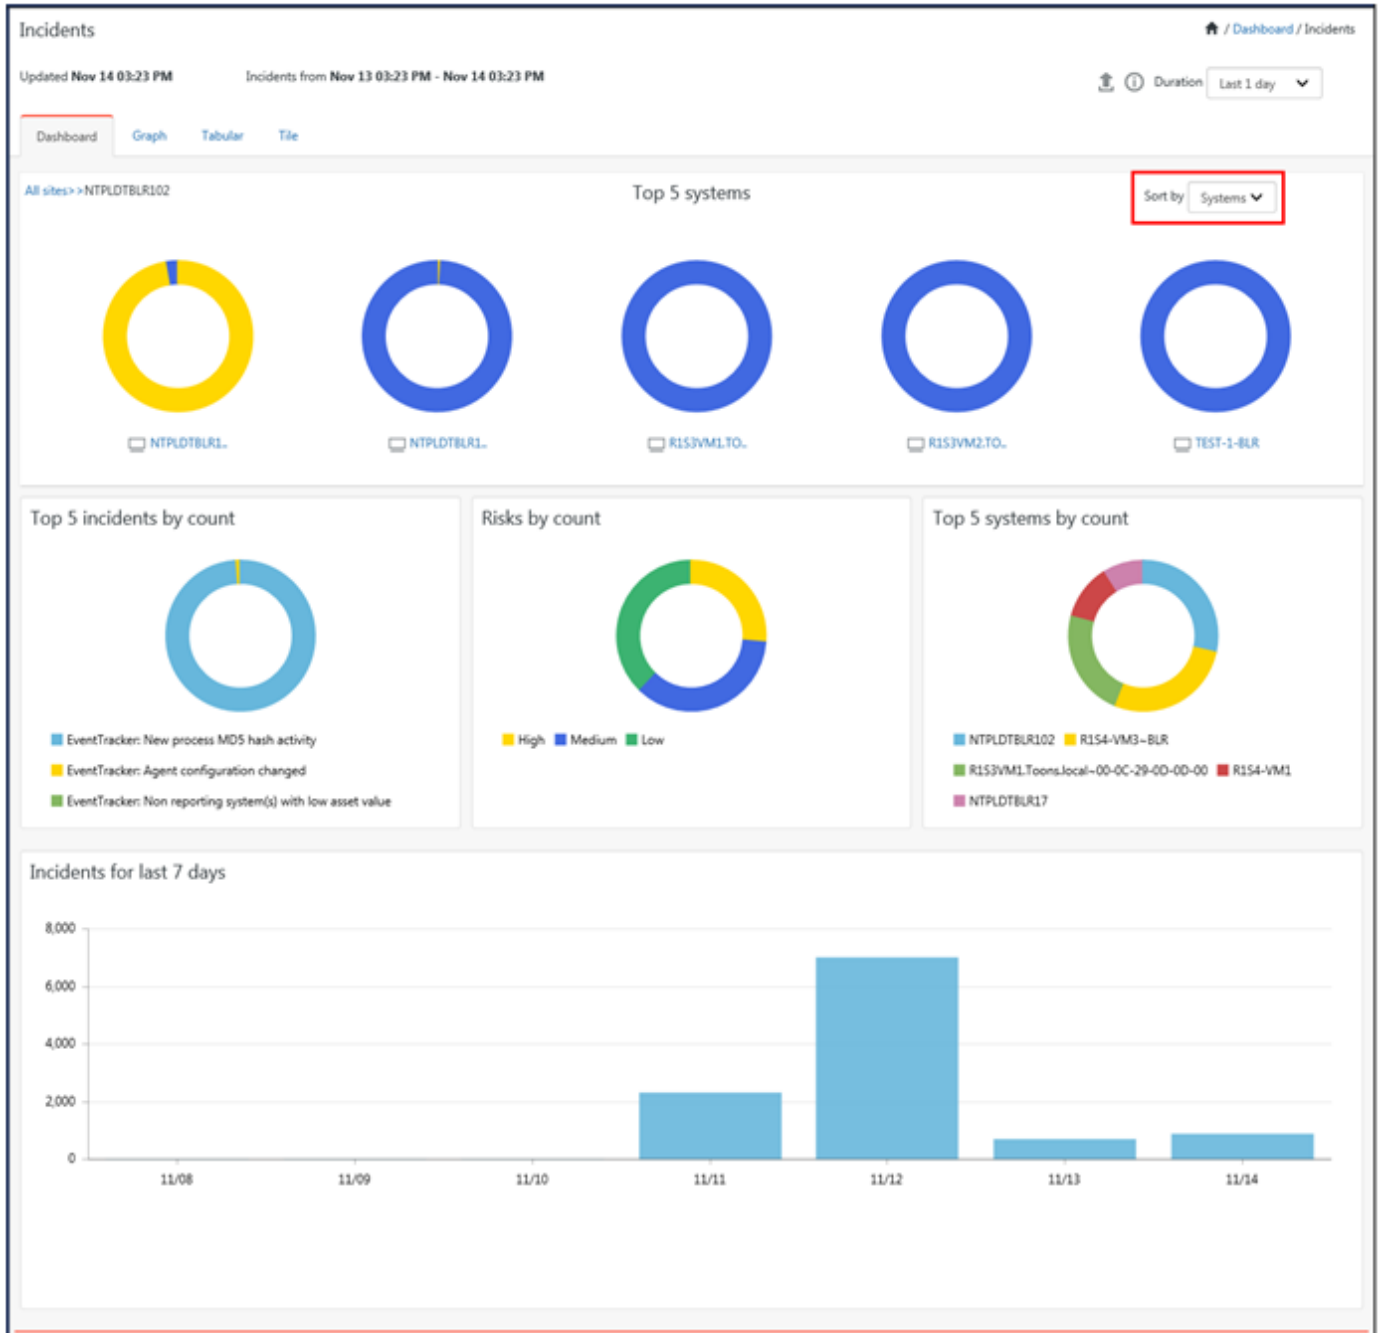 Incidents
/ Dashboard / Incidents
Updated Nov 14 03:23 PM
Incidents from Nov 13 03:23 PM - Nov 14 03:23 PM
Duration
Last 1 day
Dashboard
Graph
Tabular
Tile
All sites>>NTPLDTBLR102
Top 5 systems
Sort by
Systems
NTPLDTBLR1..
NTPLDTBLR1..
R1S3VM1.TO..
R1S3VM2.TO..
TEST-1-BLR
Top 5 incidents by count
EventTracker: New process MD5 hash activity
EventTracker: Agent configuration changed
EventTracker: Non reporting system(s) with low asset value
Risks by count
High Medium Low
Top 5 systems by count
NTPLDTBLR102 R1S4-VM3~BLR
R1S3VM1.Toons.local~00-0C-29-0D-0D-00 R1S4-VM1
NTPLDTBLR17
Incidents for last 7 days
8,000
6,000
4,000
2,000
0
11/08 11/09 11/10 11/11 11/12 11/13 11/14